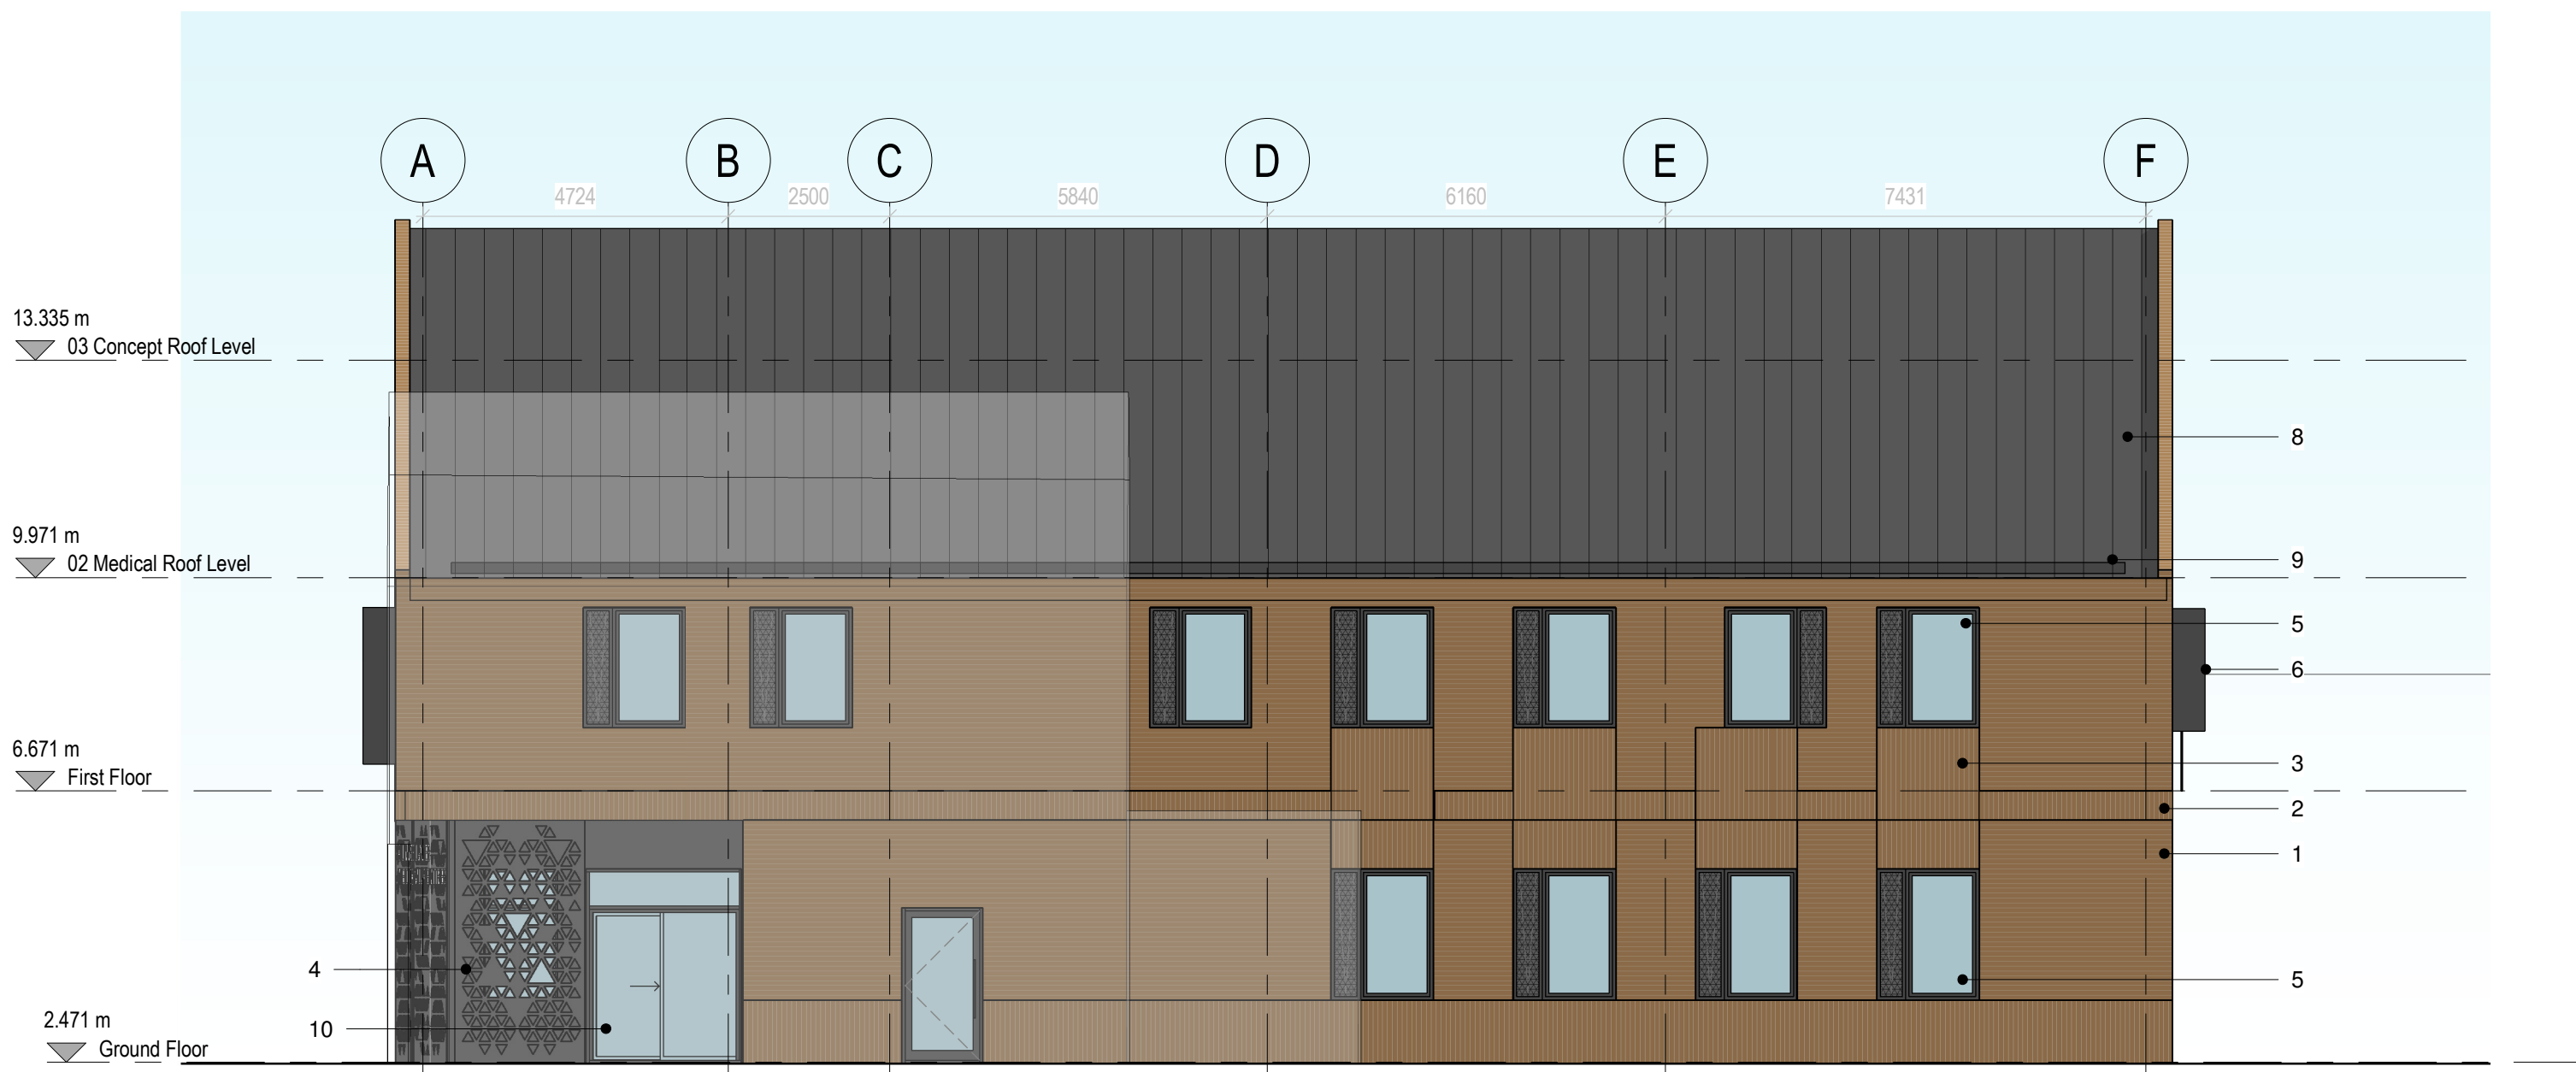 A B C D E F
4724 2500 5840 6160 7431
13.335 m
03 Concept Roof Level
8
9.971 m
02 Medical Roof Level
9
5
6
6.671 m
First Floor
3
2
1
4
5
2.471 m
10
Ground Floor